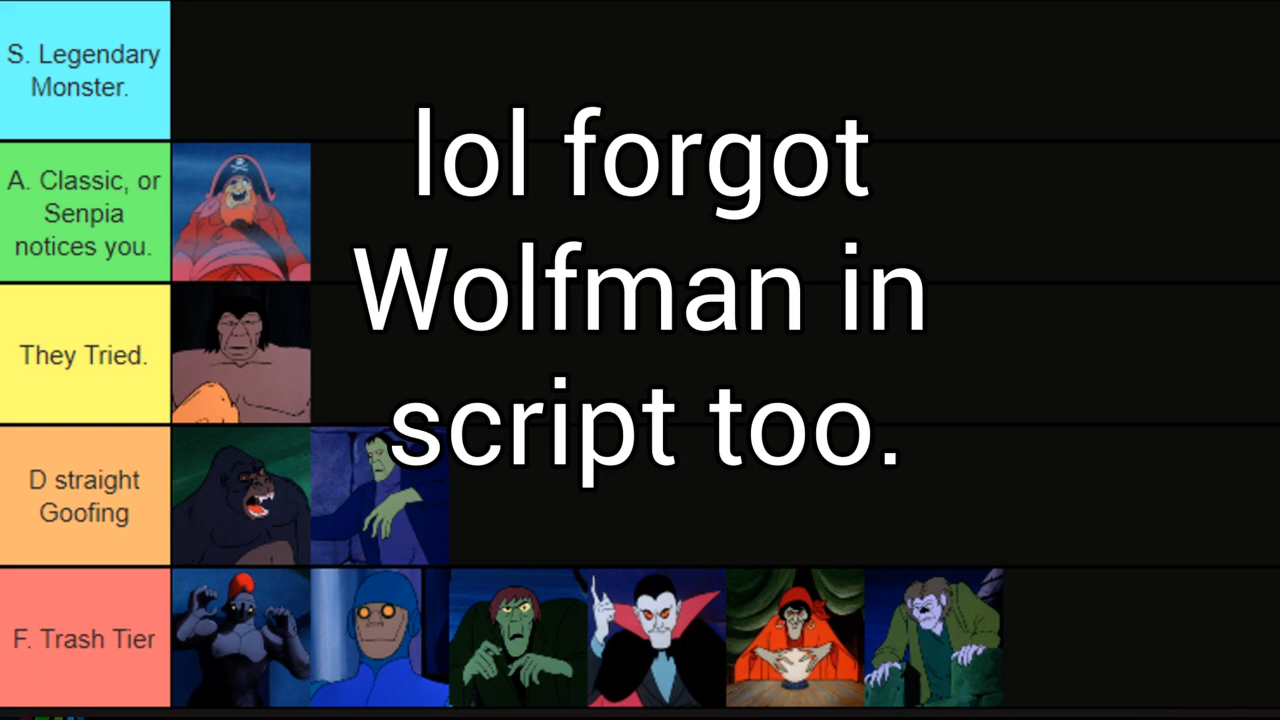 S. Legendary
Monster.
A. Classic, or
Senpia
notices you.
They Tried.
D straight
Goofing
F. Trash Tier
lol forgot
Wolfman in
script too.